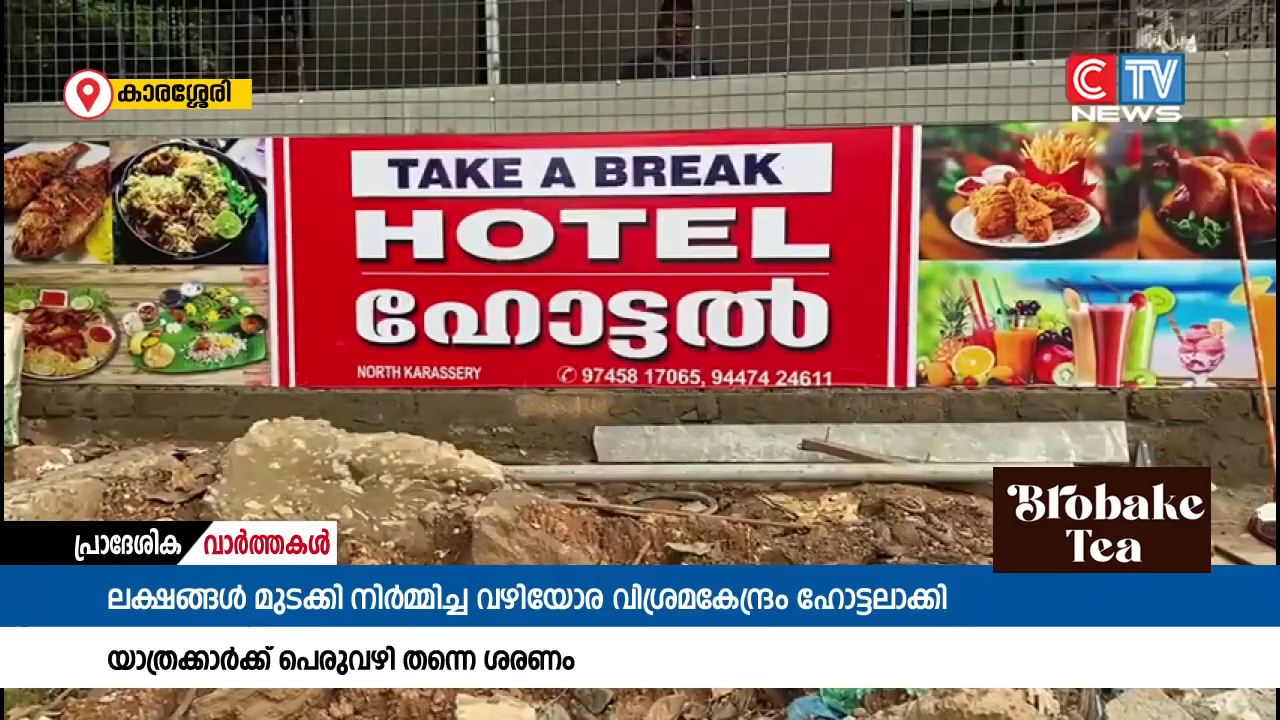 കാരശ്ശേരി
CTV
NEWS
TAKE A BREAK
HOTEL
ഹോട്ടൽ
NORTH KARASSERY
97458 17065, 94474 24611
Brobake
Tea
പ്രാദേശിക വാർത്തകൾ
ലക്ഷങ്ങൾ മുടക്കി നിർമ്മിച്ച വഴിയോര വിശ്രമകേന്ദ്രം ഹോട്ടലാക്കി
യാത്രക്കാർക്ക് പെരുവഴി തന്നെ ശരണം